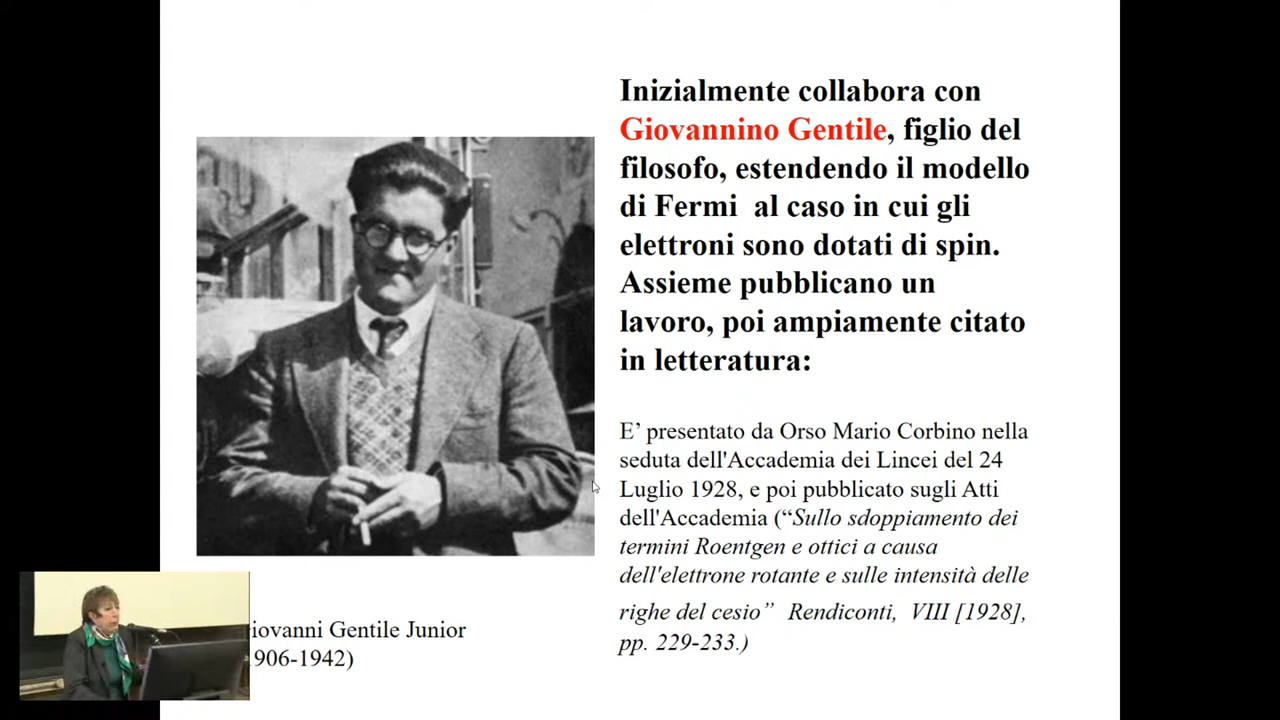 Inizialmente collabora con
Giovannino Gentile, figlio del
filosofo, estendendo il modello
di Fermi al caso in cui gli
elettroni sono dotati di spin.
Assieme pubblicano un
lavoro, poi ampiamente citato
in letteratura:
E’ presentato da Orso Mario Corbino nella
seduta dell'Accademia dei Lincei del 24
Luglio 1928, e poi pubblicato sugli Atti
dell'Accademia (“Sullo sdoppiamento dei
termini Roentgen e ottici a causa
dell'elettrone rotante e sulle intensità delle
righe del cesio” Rendiconti, VIII [1928],
pp. 229-233.)
iovanni Gentile Junior
906-1942)